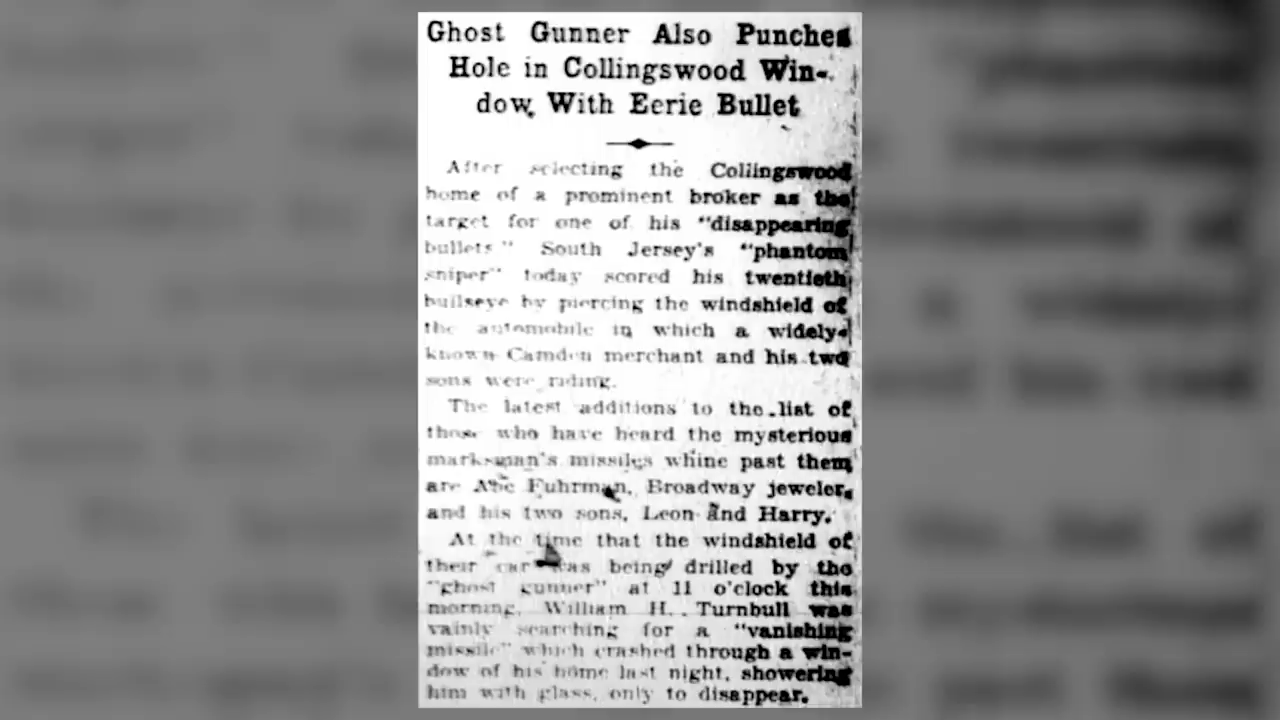 Ghost Gunner Also Punches
Hole in Collingswood Win-
dow With Eerie Bullet
After selecting the Collingswood
home of a prominent broker as the
target for one of his "disappearing
bullets" South Jersey's "phantom
sniper" today scored his twentieth
bullseye by piercing the windshield of
the automobile in which a widely-
known Camden merchant and his two
sons were riding.
The latest additions to the list of
those who have heard the mysterious
marksman's missiles whine past them
are Abe Fuhrman, Broadway jeweler,
and his two sons, Leon and Harry.
At the time that the windshield of
their car was being drilled by the
"ghost gunner" at 11 o'clock this
morning, William H. Turnbull was
vainly searching for a "vanishing
missile" which crashed through a win-
dow of his home last night, showering
him with glass, only to disappear.